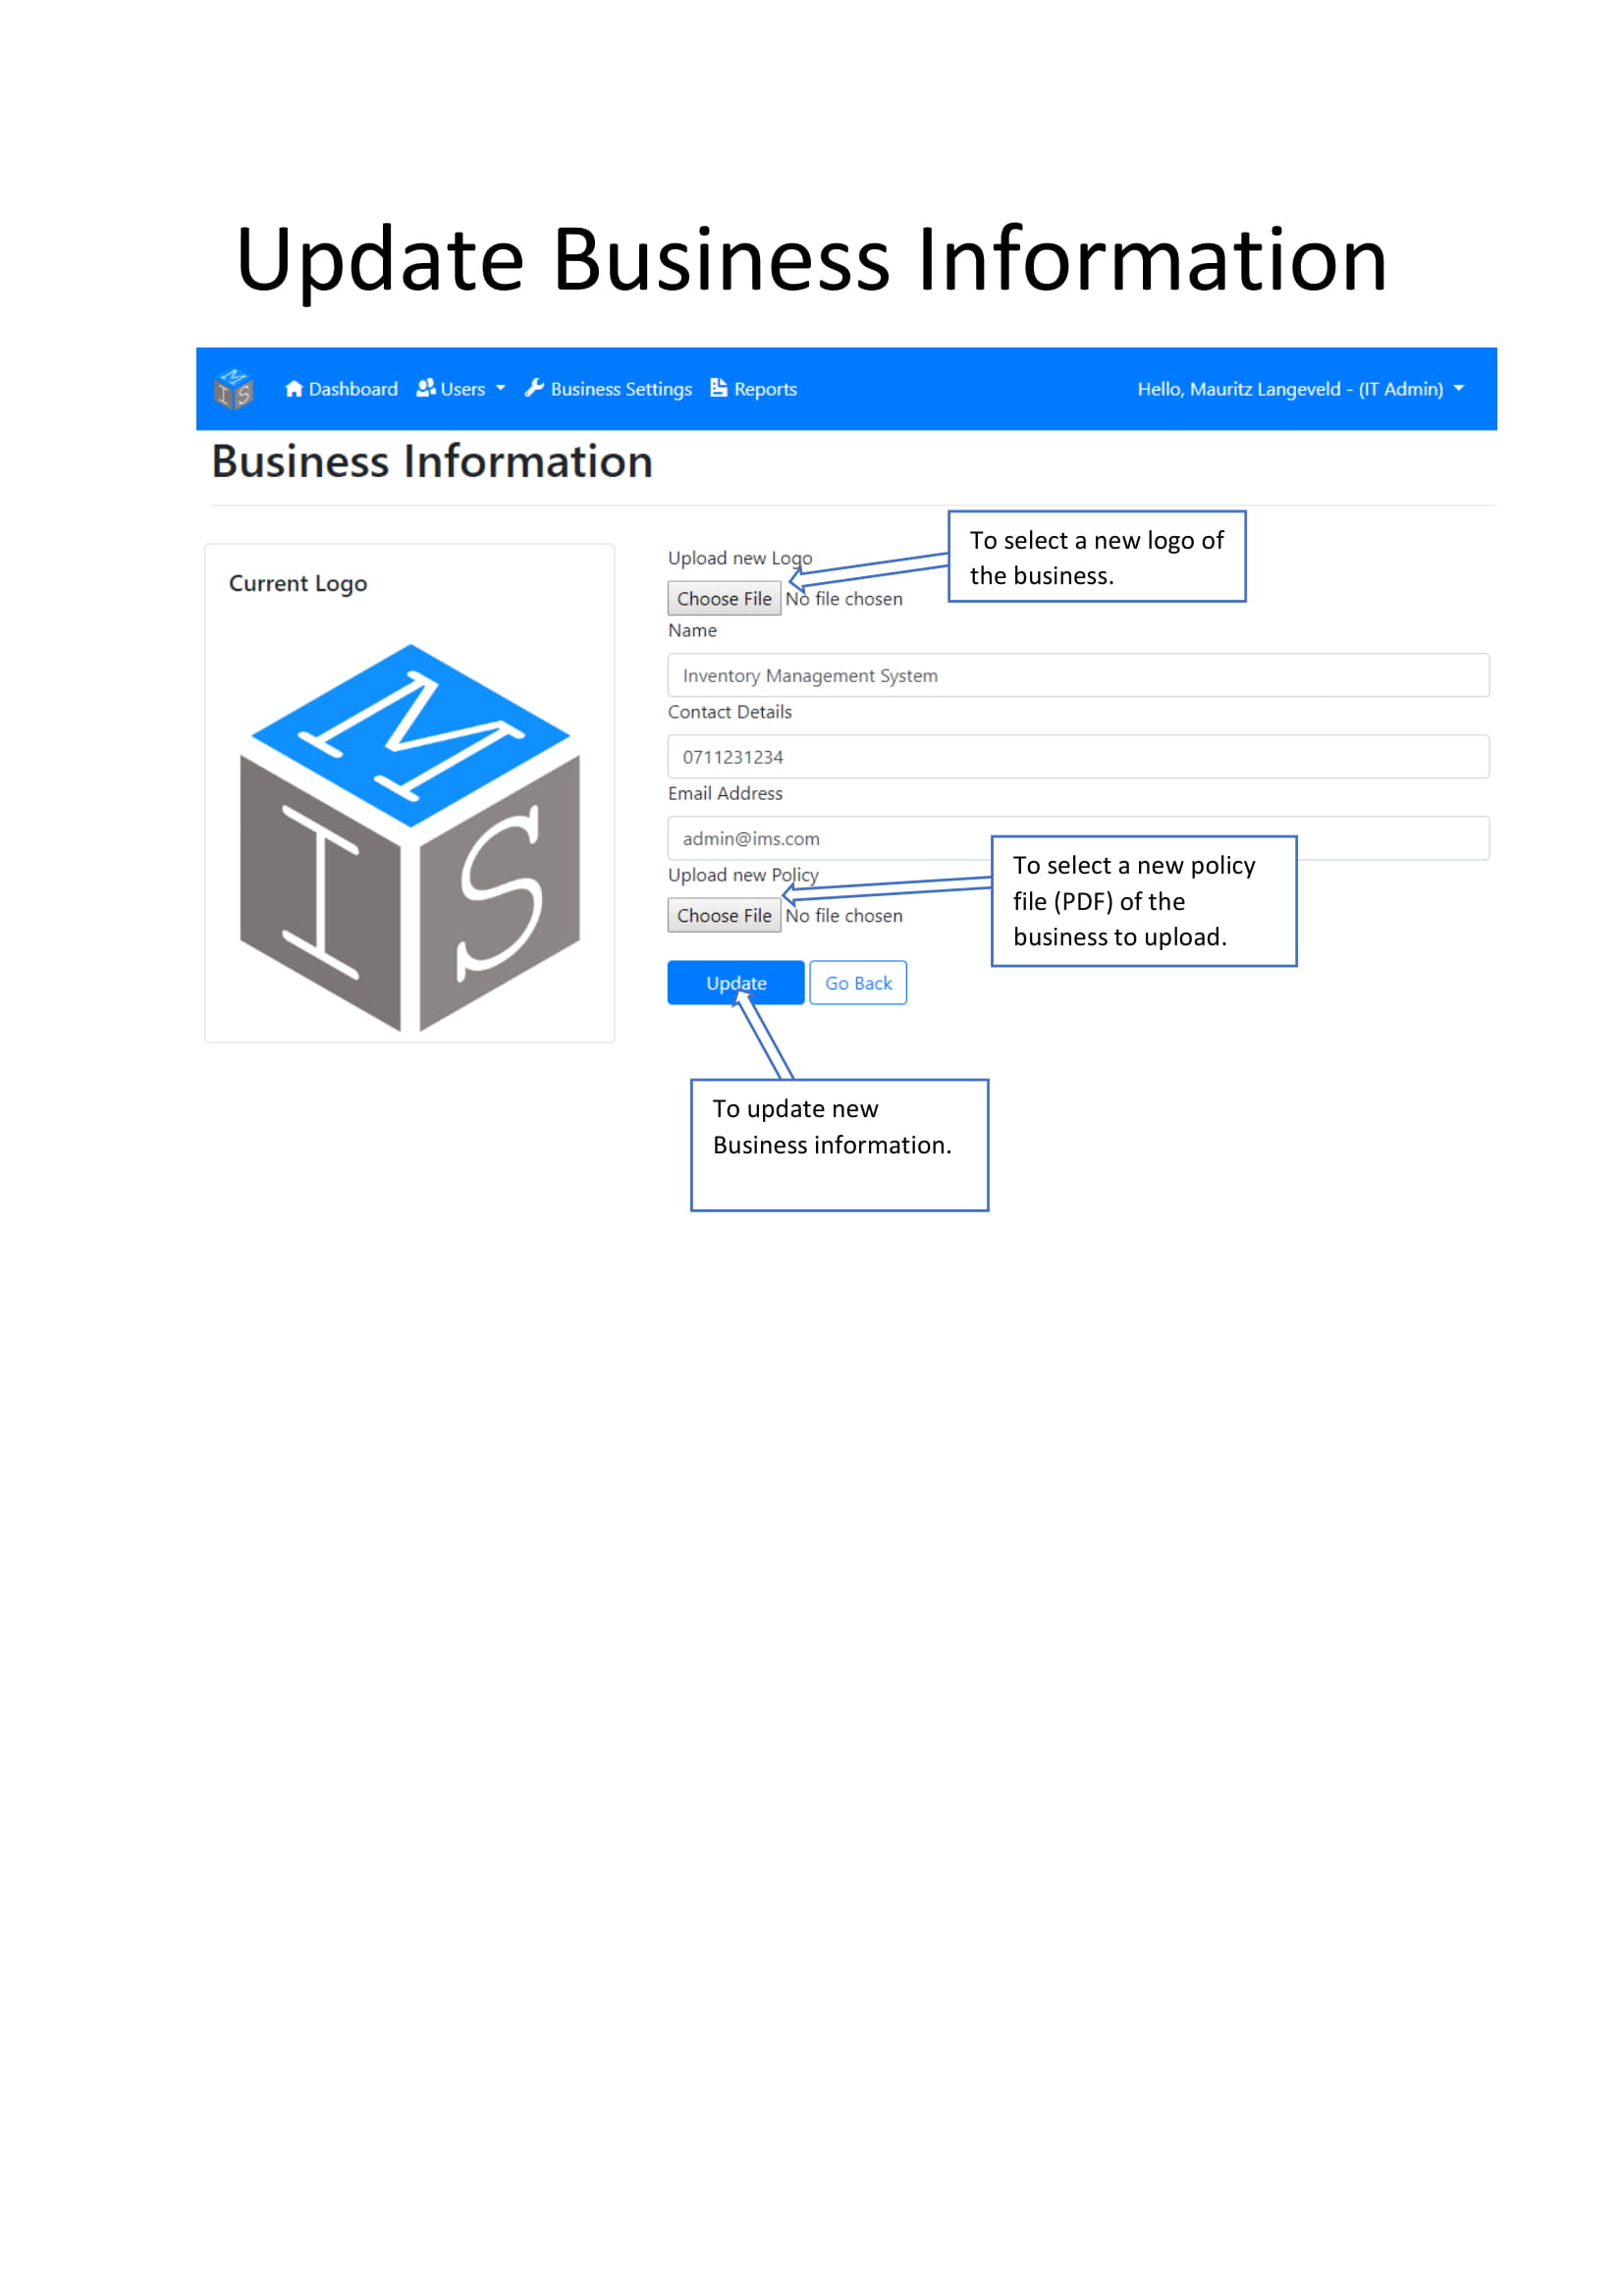 Update Business Information
M
I S
Dashboard Users Business Settings Reports Hello, Mauritz Langeveld - (IT Admin)
Business Information
Current Logo
M
I S
Upload new Logo
Choose File No file chosen
To select a new logo of
the business.
Name
Inventory Management System
Contact Details
0711231234
Email Address
admin@ims.com
Upload new Policy
Choose File No file chosen
To select a new policy
file (PDF) of the
business to upload.
Update Go Back
To update new
Business information.